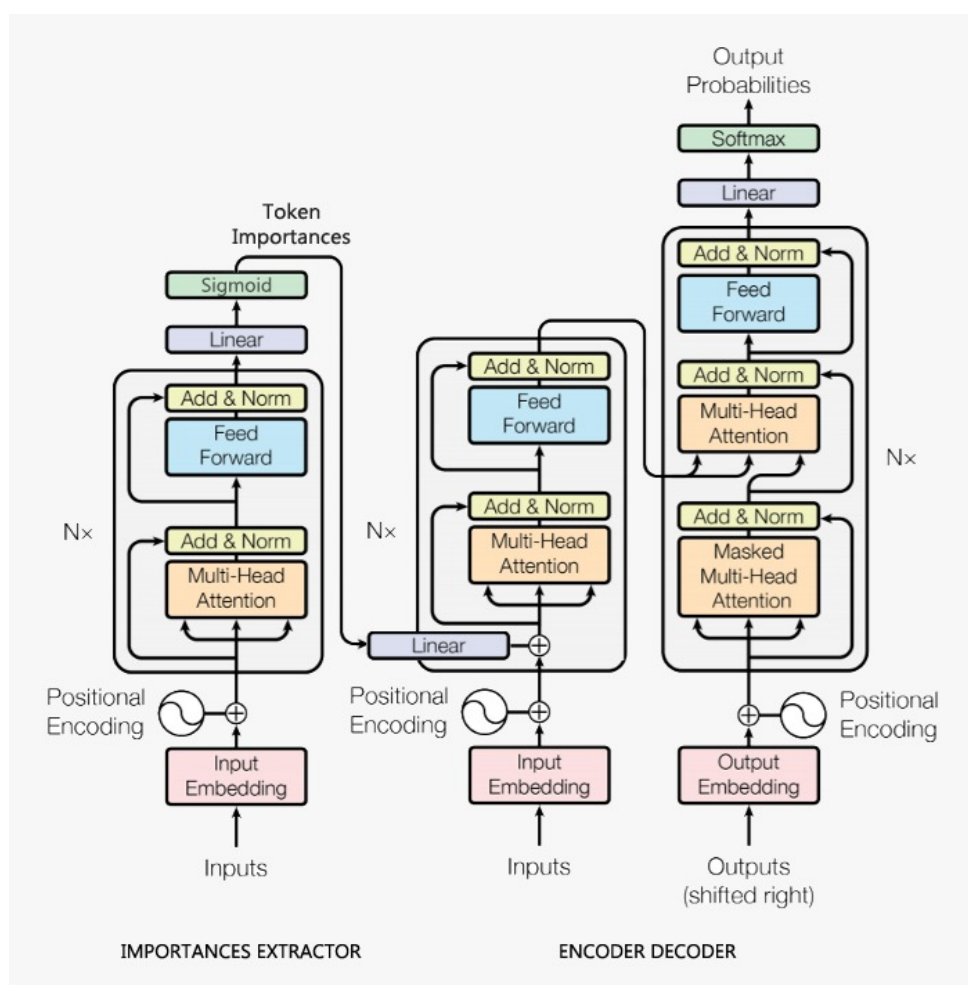 Token
Importances
Sigmoid
Linear
Add & Norm
Feed
Forward
Nx
Add & Norm
Multi-Head
Attention
Positional
Encoding
Input
Embedding
Inputs
IMPORTANCES EXTRACTOR
Add & Norm
Feed
Forward
Nx
Add & Norm
Multi-Head
Attention
Linear
Positional
Encoding
Input
Embedding
Inputs
Output
Probabilities
Softmax
Linear
Add & Norm
Feed
Forward
Add & Norm
Multi-Head
Attention
Nx
Add & Norm
Masked
Multi-Head
Attention
Positional
Encoding
Output
Embedding
Outputs
(shifted right)
ENCODER DECODER